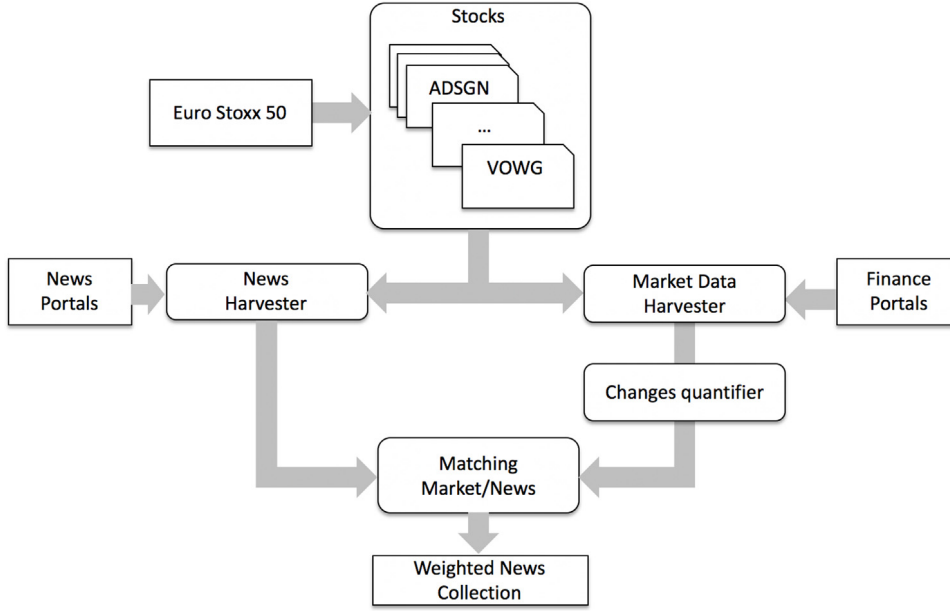 Stocks
ADSGN
...
VOWG
Euro Stoxx 50
News
Portals
News
Harvester
Market Data
Harvester
Finance
Portals
Changes quantifier
Matching
Market/News
Weighted News
Collection